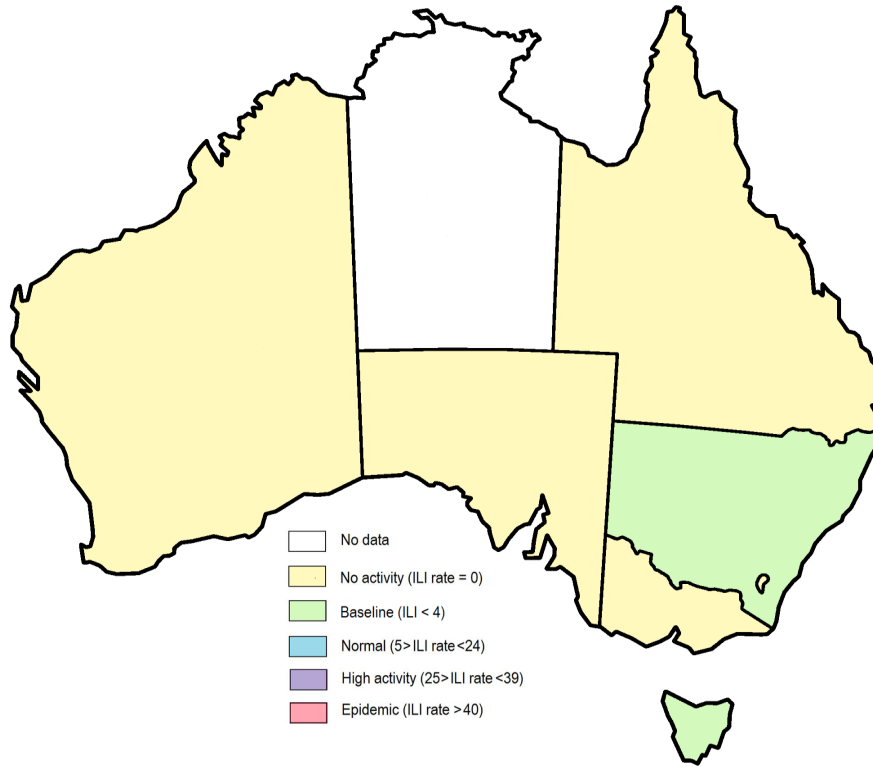 No data
No activity (ILI rate = 0)
Baseline (ILI < 4)
Normal (5>ILI rate<24)
High activity (25>ILI rate<39)
Epidemic (ILI rate >40)